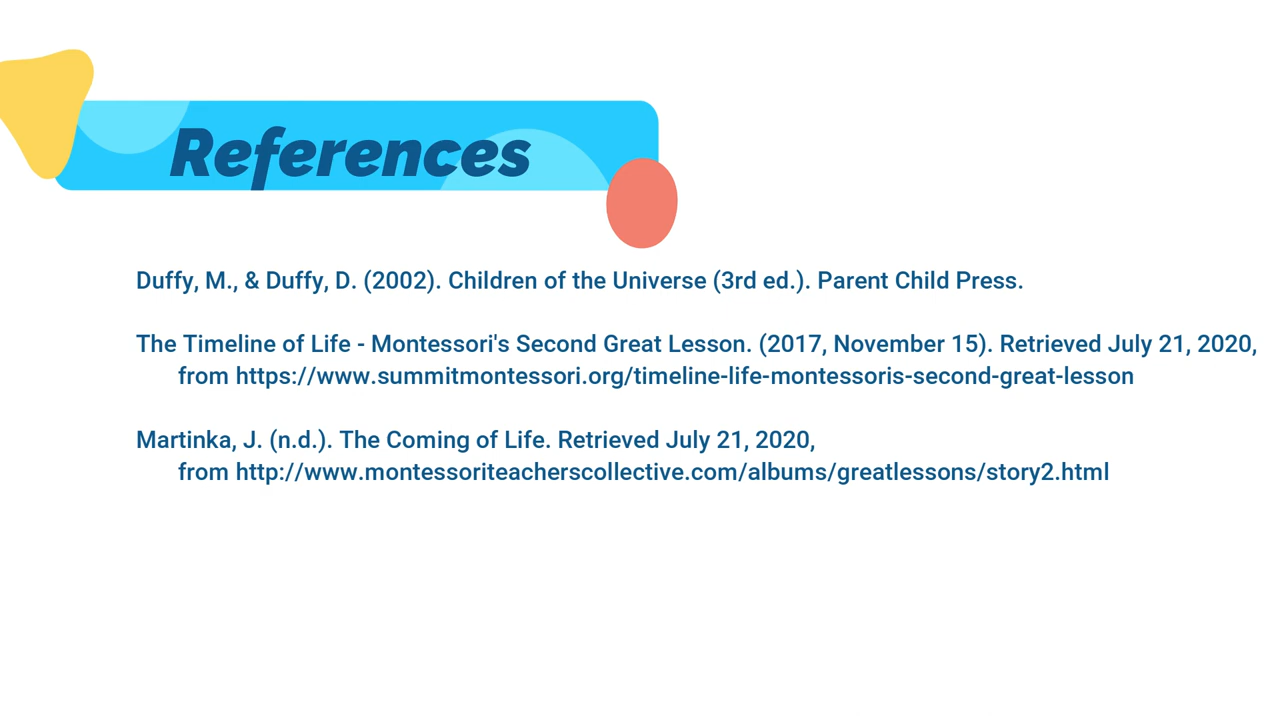 References
Duffy, M., & Duffy, D. (2002). Children of the Universe (3rd ed.). Parent Child Press.
The Timeline of Life - Montessori's Second Great Lesson. (2017, November 15). Retrieved July 21, 2020,
from https://www.summitmontessori.org/timeline-life-montessoris-second-great-lesson
Martinka, J. (n.d.). The Coming of Life. Retrieved July 21, 2020,
from http://www.montessoriteacherscollective.com/albums/greatlessons/story2.html